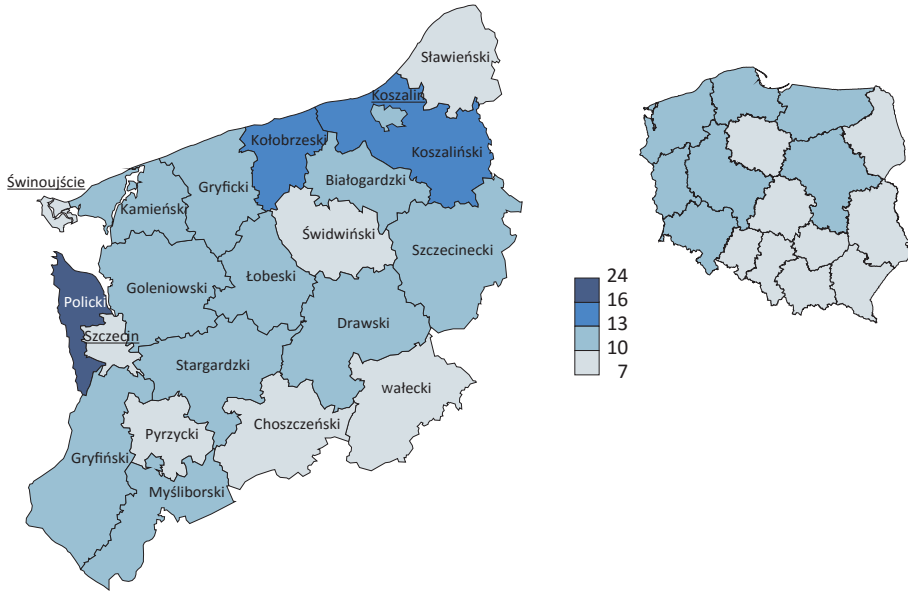 Sławieński
Koszalin
Kołobrzeski
Koszaliński
Białogardzki
Świnoujście
Gryficki
Kamieński
Świdwiński
Szczecinecki
Łobeski
Goleniowski
Policki
Drawski
Szczecin
Stargardzki
wałecki
Choszczeński
Pyrzycki
Gryfiński
Myśliborski
24
16
13
10
7